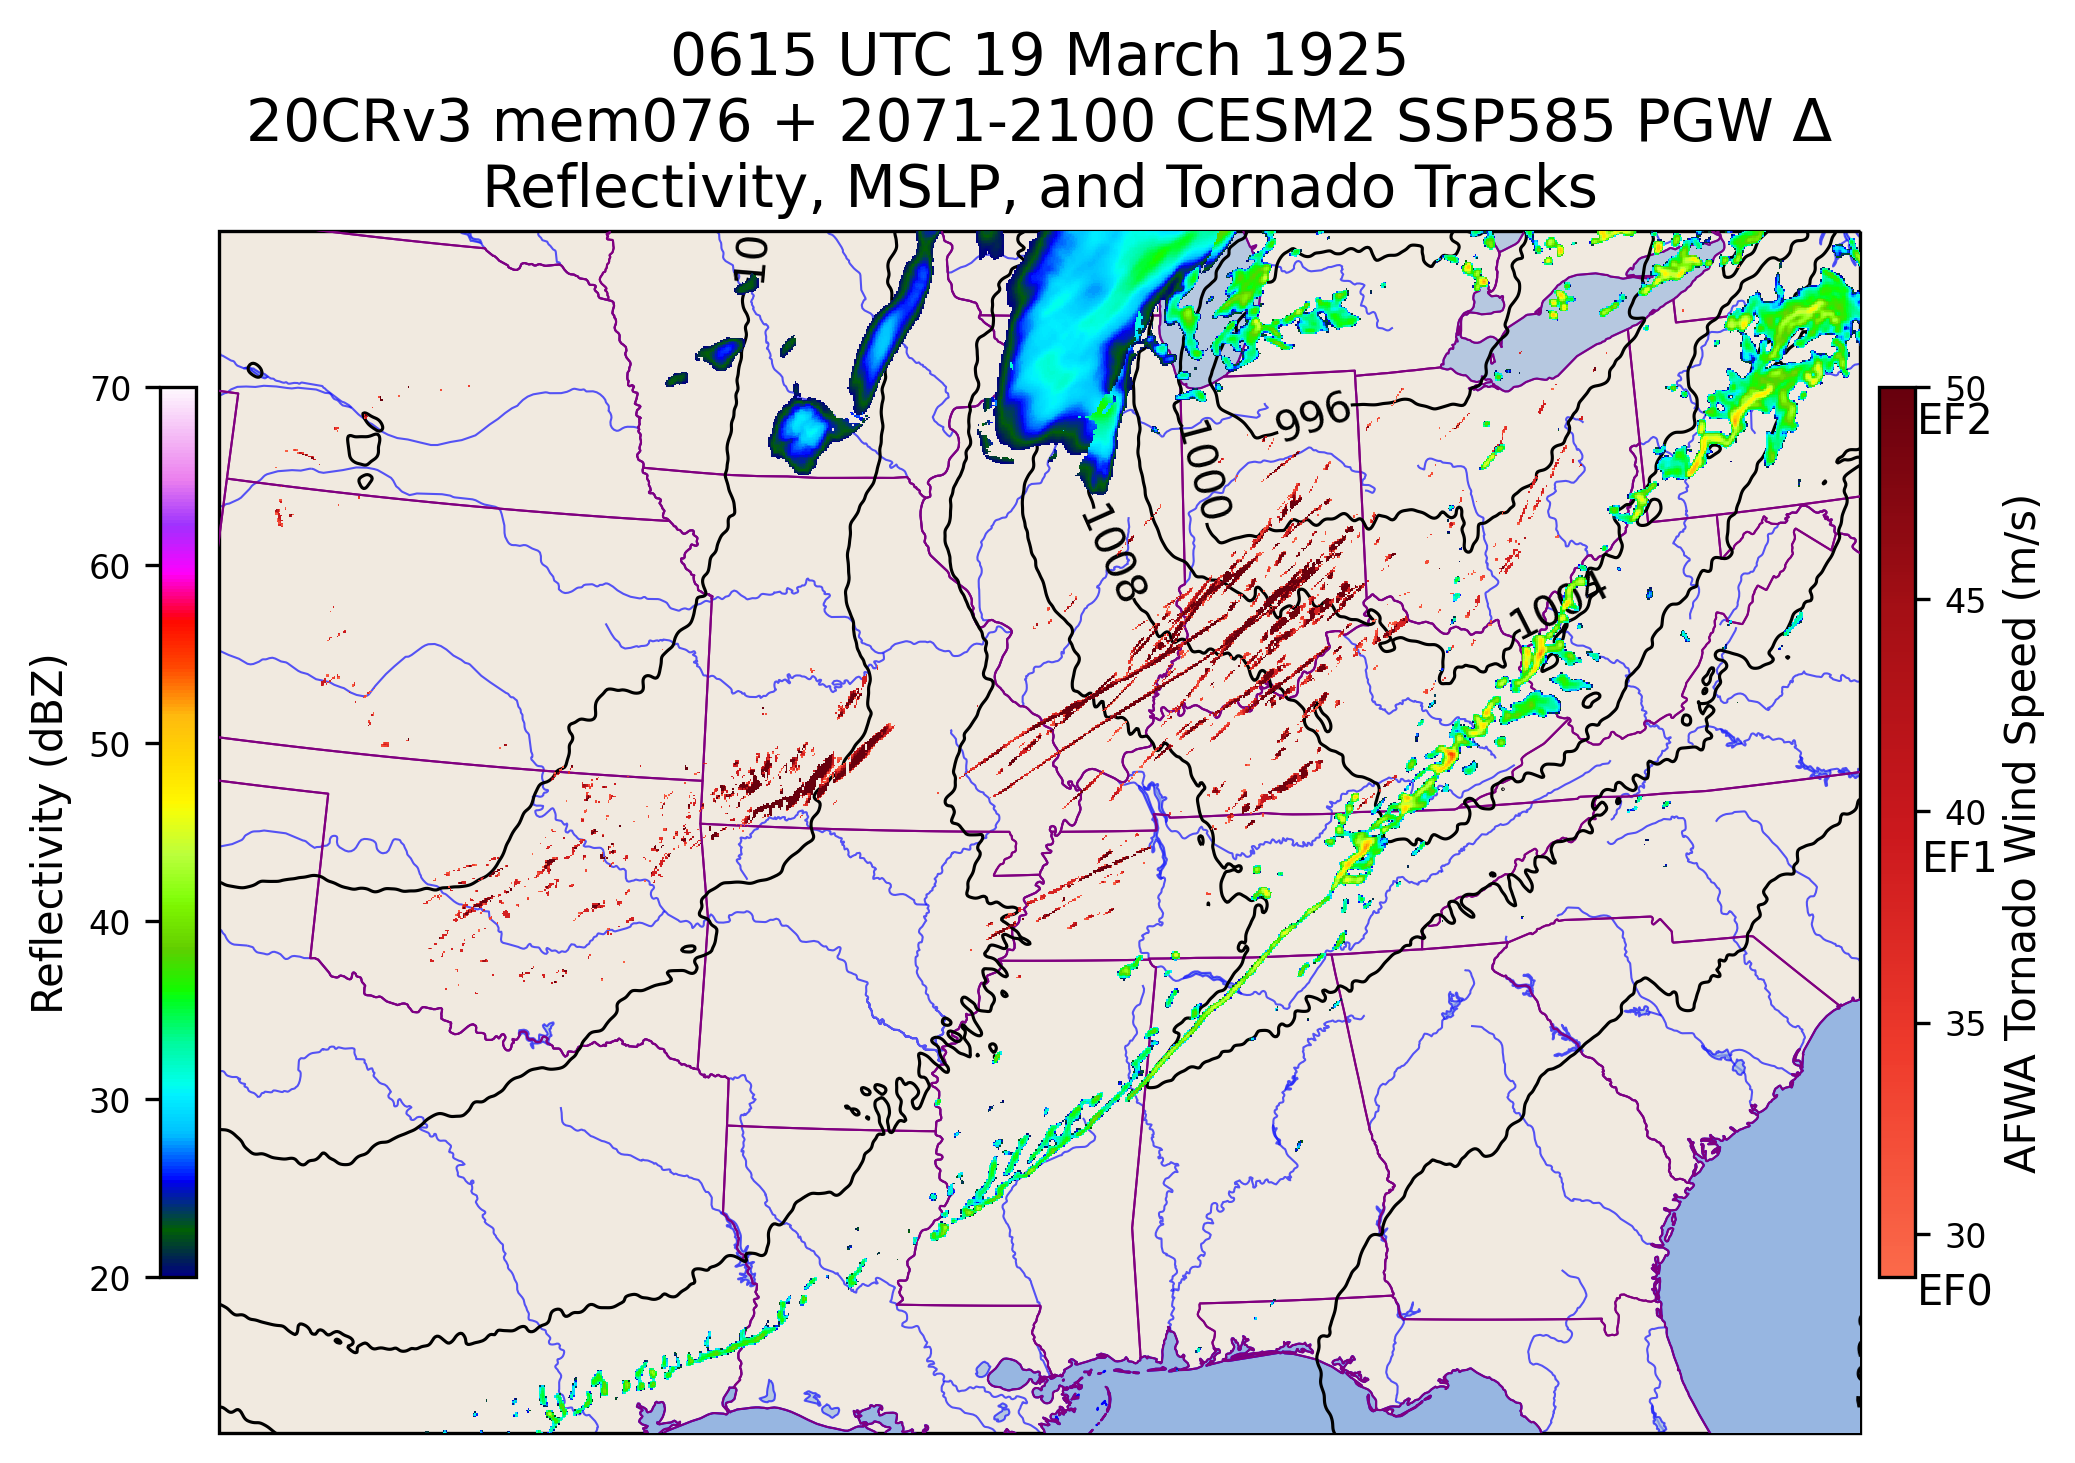 0615 UTC 19 March 1925
20CRv3 mem076 + 2071-2100 CESM2 SSP585 PGW Δ
Reflectivity, MSLP, and Tornado Tracks
70
60
50
40
30
20
Reflectivity (dBZ)
10
996
1000
1008
1004
50
EF2
45
40
EF1
35
30
EF0
AFWA Tornado Wind Speed (m/s)